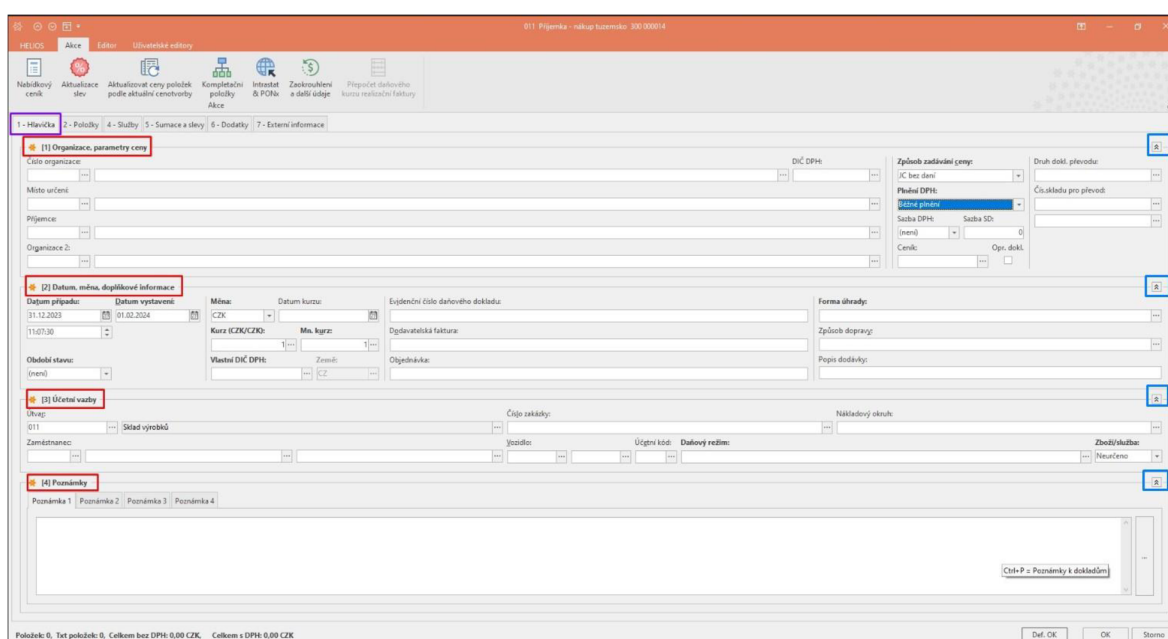 011 Příjemka - nákup tuzemsko 300 000014
HELIOS Akce Editor Uživatelské editory
Nabídkový ceník
Aktualizace slev
Aktualizovat ceny položek podle aktuální cenotvorby
Kompletační položky
Intrastat & PONx
Zaokrouhlení a další údaje
Přepočet daňového kurzu realizační faktury
Akce
1 - Hlavička 2 - Položky 4 - Služby 5 - Sumace a slevy 6 - Dodatky 7 - Externí informace
[1] Organizace, parametry ceny
Číslo organizace: DIČ DPH: Způsob zadávání ceny: Druh dokl. převodu:
JC bez daní
Místo určení: Plnění DPH: Čís.skladu pro převod:
Běžné plnění
Příjemce: Sazba DPH: Sazba SD:
(není) 0
Organizace 2: Ceník: Opr. dokl.
[2] Datum, měna, doplňkové informace
Datum případu: Datum vystavení: Měna: Datum kurzu: Evidenční číslo daňového dokladu: Forma úhrady:
31.12.2023 01.02.2024 CZK
11:07:30 Kurz (CZK/CZK): Mn. kurz: Dodavatelská faktura: Způsob dopravy:
1 1
Období stavu: Vlastní DIČ DPH: Země: Objednávka: Popis dodávky:
(není) CZ
[3] Účetní vazby
Útvar: Číslo zakázky: Nákladový okruh:
011 Sklad výrobků
Zaměstnanec: Vozidlo: Účetní kód: Daňový režim: Zboží/služba:
Neurčeno
[4] Poznámky
Poznámka 1 Poznámka 2 Poznámka 3 Poznámka 4
Ctrl+P = Poznámky k dokladům
Položek: 0, Txt položek: 0, Celkem bez DPH: 0,00 CZK, Celkem s DPH: 0,00 CZK Def. OK OK Storno